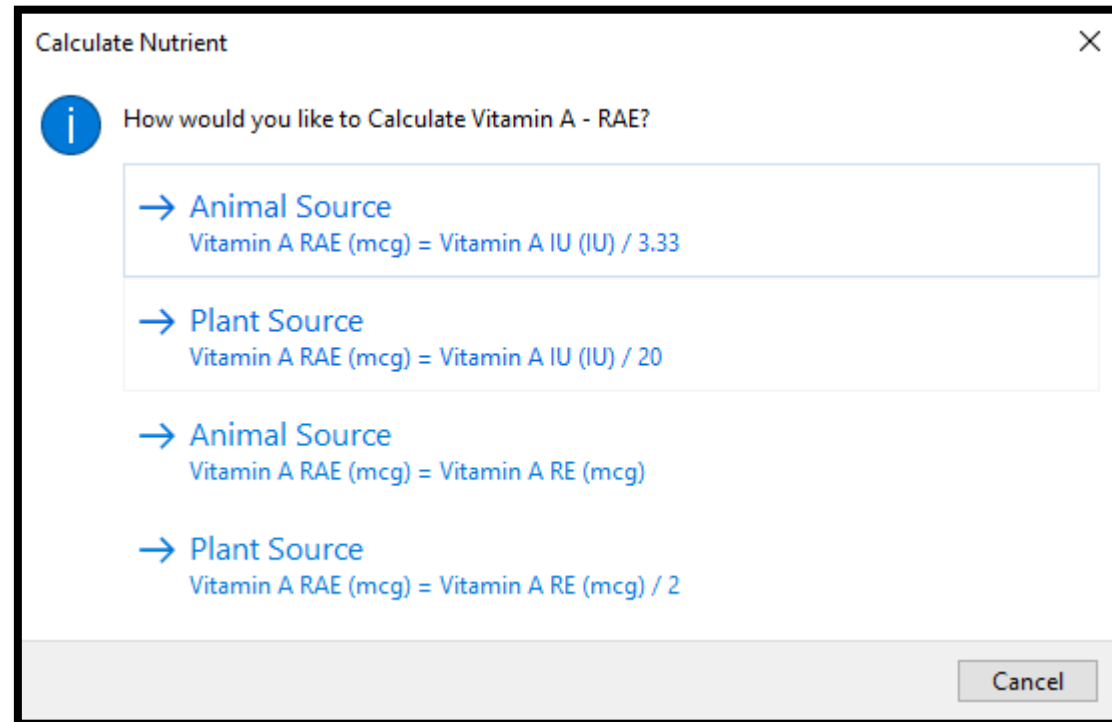 Calculate Nutrient
How would you like to Calculate Vitamin A - RAE?
Animal Source
Vitamin A RAE (mcg) = Vitamin A IU (IU) / 3.33
Plant Source
Vitamin A RAE (mcg) = Vitamin A IU (IU) / 20
Animal Source
Vitamin A RAE (mcg) = Vitamin A RE (mcg)
Plant Source
Vitamin A RAE (mcg) = Vitamin A RE (mcg) / 2
Cancel